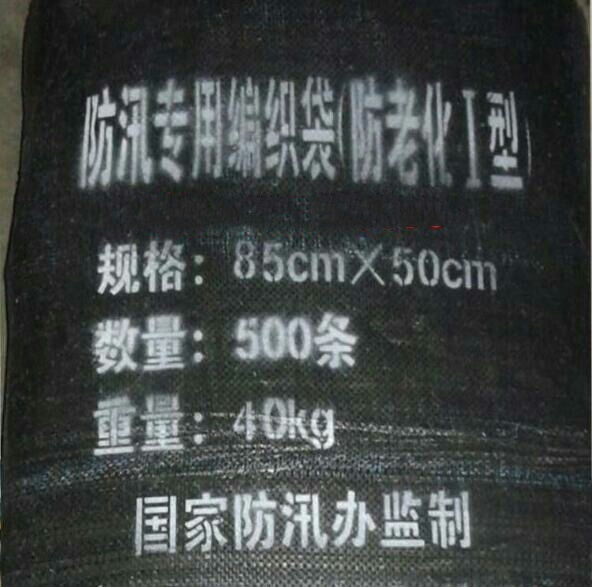 防汛专用编织袋(防老化I型)
规格：85cm×50cm
数量：500条
重量：40kg
国家防汛办监制